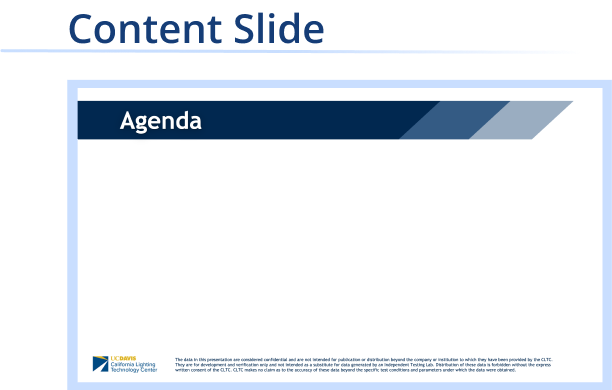 Content Slide
Agenda
UCDAVIS
California Lighting
Technology Center
The data in this presentation are considered confidential and are not intended for publication or distribution beyond the company or institution to which they have been provided by the CLTC.
They are for development and verification only and not intended as a substitute for data generated by an Independent Testing Lab. Distribution of these data is forbidden without the express
written consent of the CLTC. CLTC makes no claim as to the accuracy of these data beyond the specific test conditions and parameters under which the data were obtained.